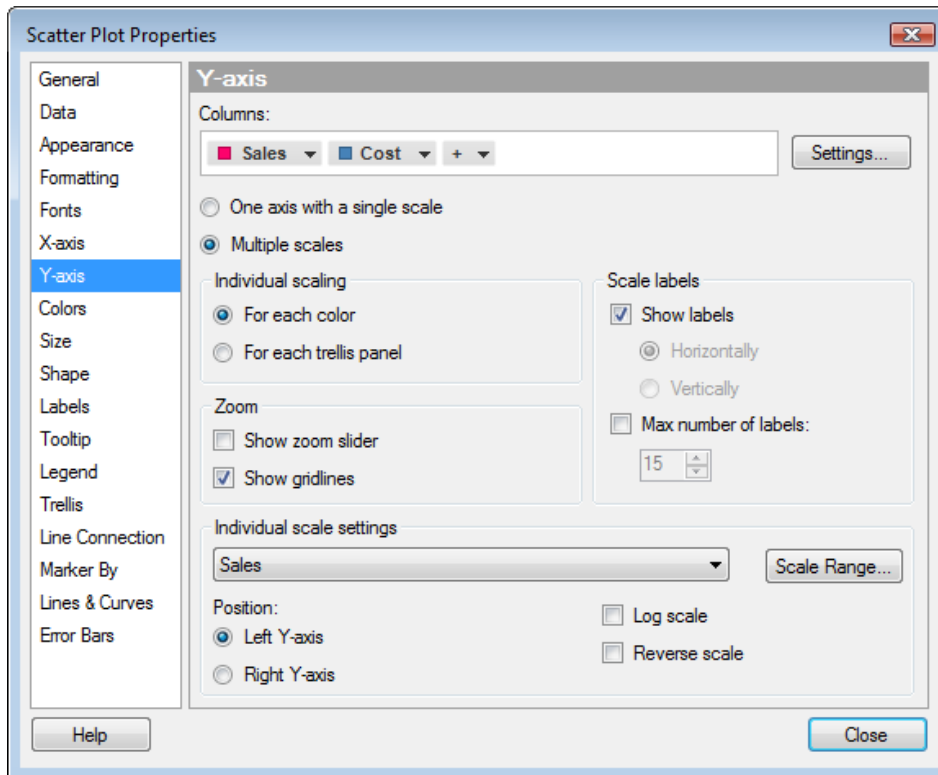 Scatter Plot Properties
General
Data
Appearance
Formatting
Fonts
X-axis
Y-axis
Colors
Size
Shape
Labels
Tooltip
Legend
Trellis
Line Connection
Marker By
Lines & Curves
Error Bars
Y-axis
Columns:
Sales Cost +
Settings...
One axis with a single scale
Multiple scales
Individual scaling
For each color
For each trellis panel
Scale labels
Show labels
Horizontally
Vertically
Max number of labels:
15
Zoom
Show zoom slider
Show gridlines
Individual scale settings
Sales
Scale Range...
Position:
Left Y-axis
Right Y-axis
Log scale
Reverse scale
Help
Close